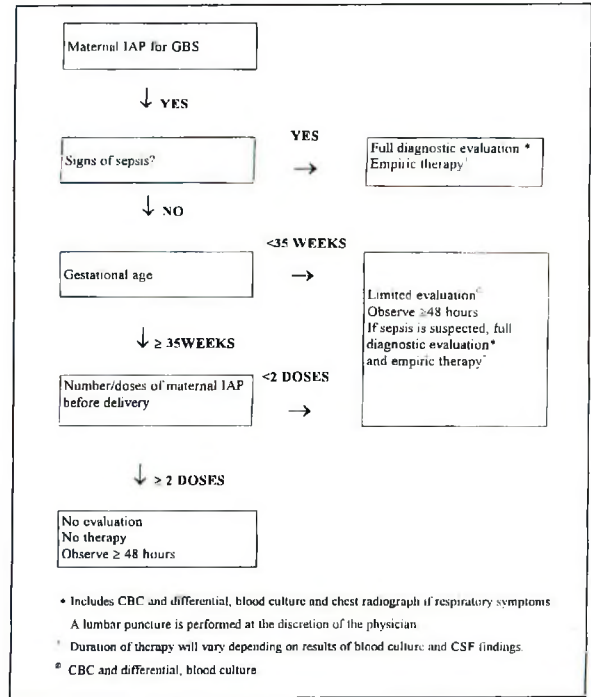 Maternal IAP for GBS
↓ YES
Signs of sepsis?
YES
→
Full diagnostic evaluation *
Empiric therapy†
↓ NO
Gestational age
<35 WEEKS
→
Limited evaluation@
Observe ≥48 hours
If sepsis is suspected, full
diagnostic evaluation*
and empiric therapy†
↓ ≥ 35WEEKS
Number/doses of maternal IAP
before delivery
<2 DOSES
→
↓ ≥ 2 DOSES
No evaluation
No therapy
Observe ≥ 48 hours
* Includes CBC and differential, blood culture and chest radiograph if respiratory symptoms
A lumbar puncture is performed at the discretion of the physician
† Duration of therapy will vary depending on results of blood culture and CSF findings.
@ CBC and differential, blood culture